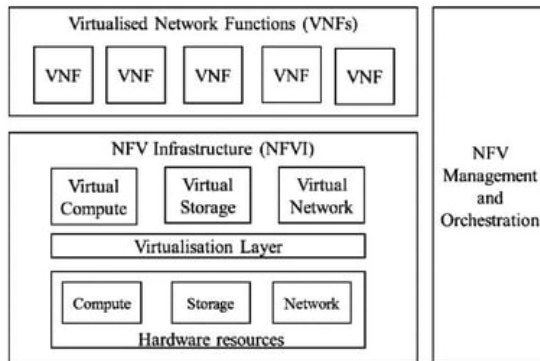 Virtualised Network Functions (VNFs)
VNF VNF VNF VNF VNF
NFV Infrastructure (NFVI)
Virtual Compute
Virtual Storage
Virtual Network
Virtualisation Layer
Compute Storage Network
Hardware resources
NFV
Management
and
Orchestration